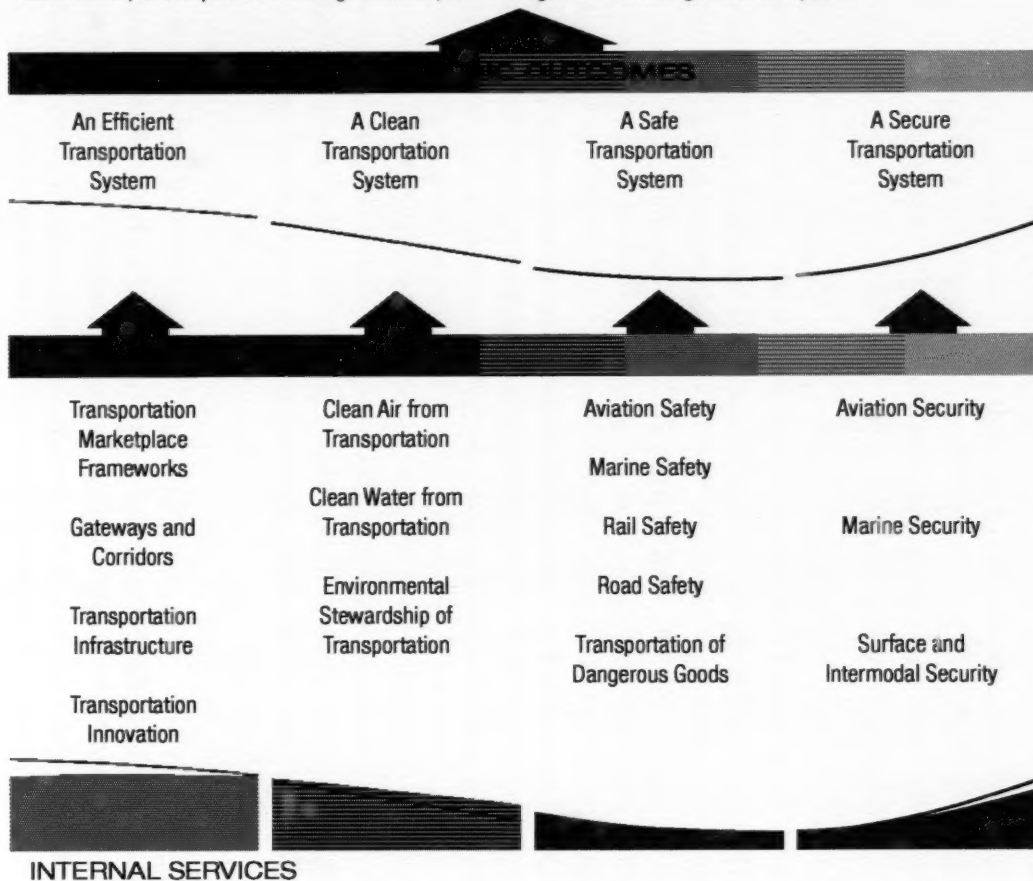 OUTCOMES
An Efficient
Transportation
System
A Clean
Transportation
System
A Safe
Transportation
System
A Secure
Transportation
System
Transportation
Marketplace
Frameworks
Gateways and
Corridors
Transportation
Infrastructure
Transportation
Innovation
Clean Air from
Transportation
Clean Water from
Transportation
Environmental
Stewardship of
Transportation
Aviation Safety
Marine Safety
Rail Safety
Road Safety
Transportation of
Dangerous Goods
Aviation Security
Marine Security
Surface and
Intermodal Security
INTERNAL SERVICES